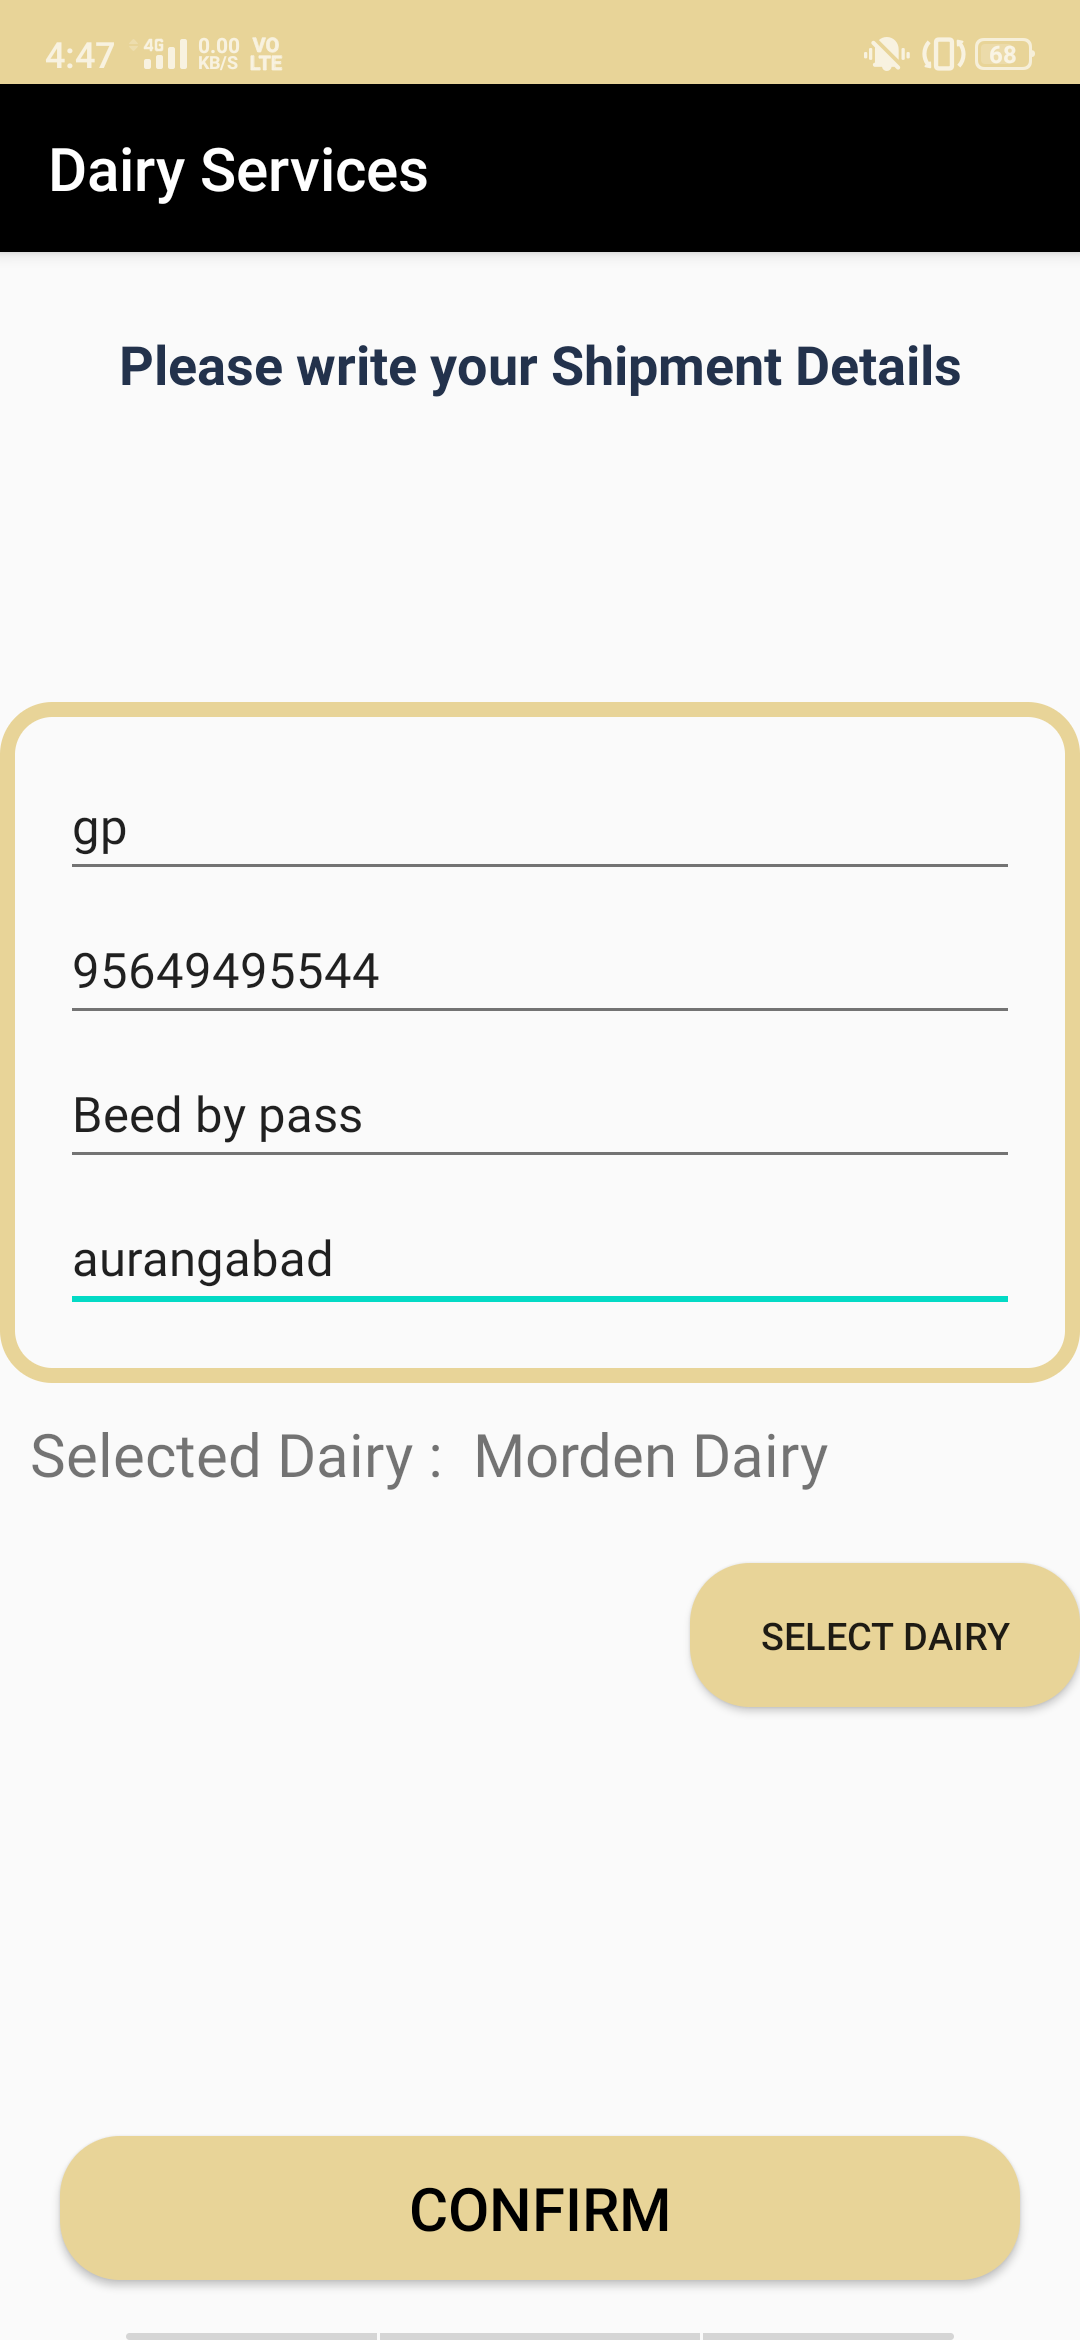 4:47 4G 0.00 KB/S VO LTE 68
Dairy Services
Please write your Shipment Details
gp
95649495544
Beed by pass
aurangabad
Selected Dairy : Morden Dairy
SELECT DAIRY
CONFIRM